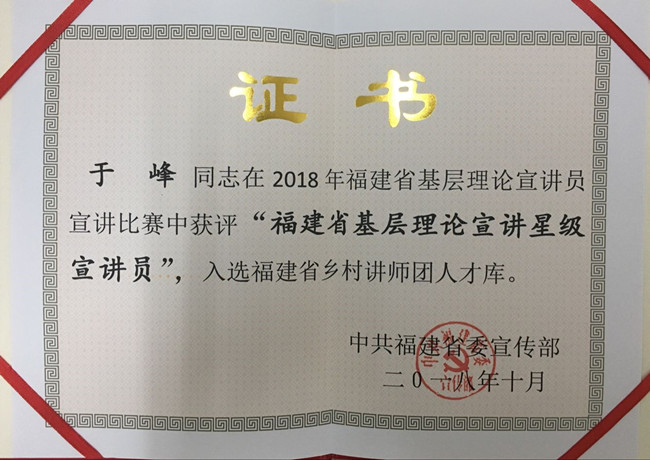 证书
于 峰 同志在2018年福建省基层理论宣讲员
宣讲比赛中获评“福建省基层理论宣讲星级
宣讲员”，入选福建省乡村讲师团人才库。
中共福建省委宣传部
二〇一八年十月